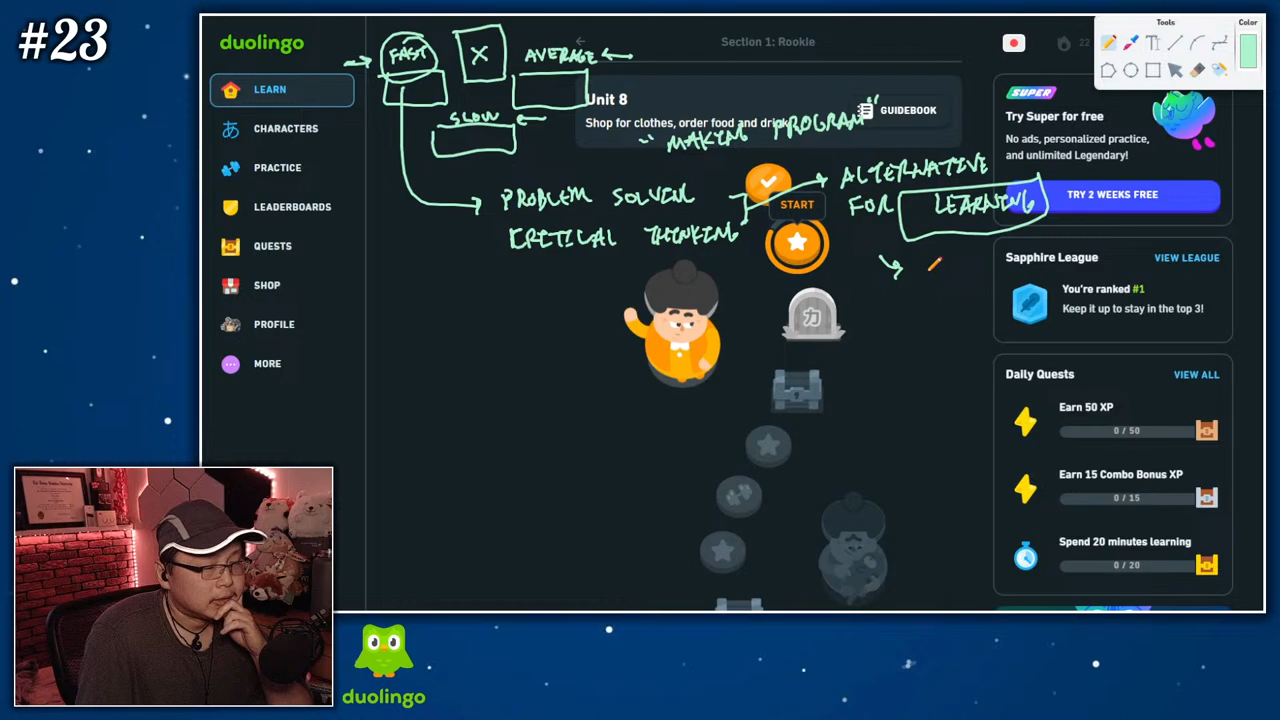 #23
duolingo
LEARN
CHARACTERS
PRACTICE
LEADERBOARDS
QUESTS
SHOP
PROFILE
MORE
FAST
X
AVERAGE
SLOW
Section 1: Rookie
Unit 8
Shop for clothes, order food and drink
GUIDEBOOK
"MAKING PROGRAM"
PROBLEM SOLVING
CRITICAL THINKING
ALTERNATIVE
FOR LEARNING
START
力
Tools
Color
22
SUPER
Try Super for free
No ads, personalized practice,
and unlimited Legendary!
TRY 2 WEEKS FREE
Sapphire League
VIEW LEAGUE
You're ranked #1
Keep it up to stay in the top 3!
Daily Quests
VIEW ALL
Earn 50 XP
0 / 50
Earn 15 Combo Bonus XP
0 / 15
Spend 20 minutes learning
0 / 20
duolingo